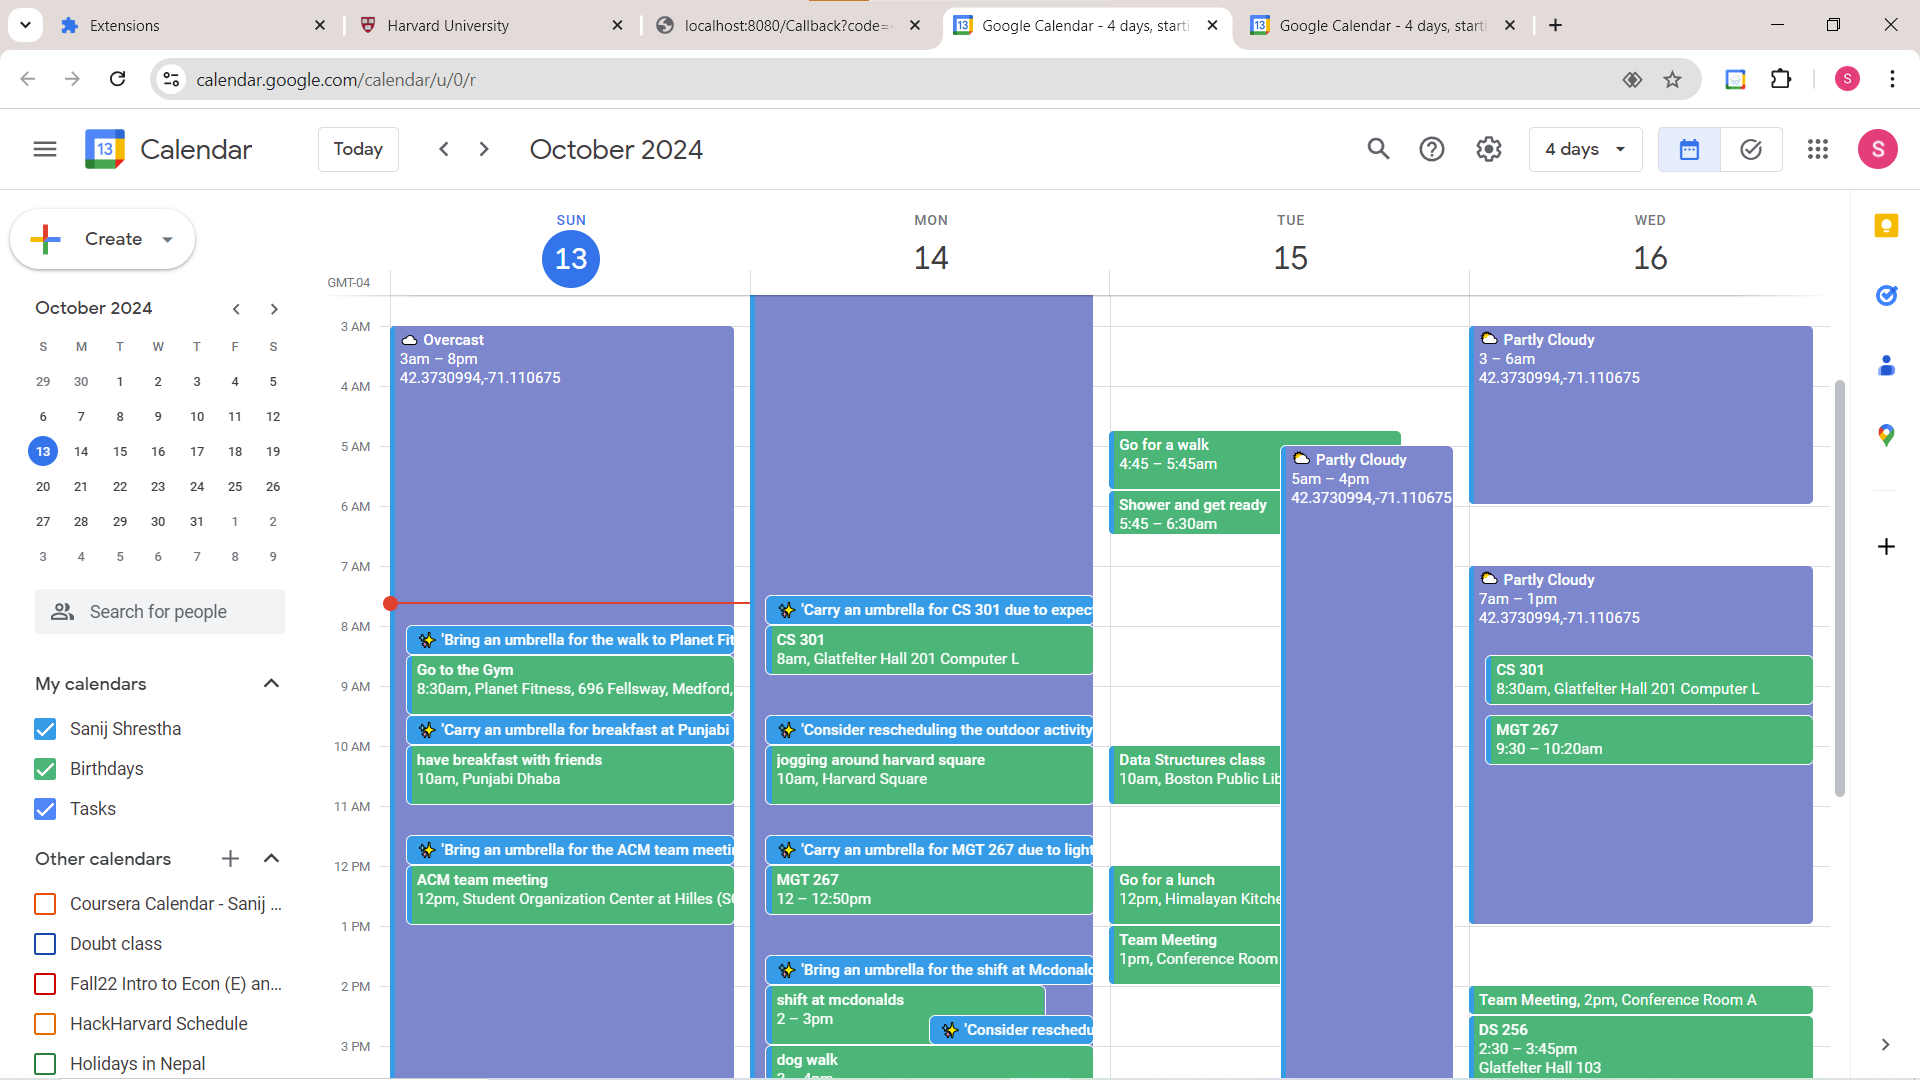 Extensions
Harvard University
localhost:8080/Callback?code=
Google Calendar - 4 days, starti
Google Calendar - 4 days, starti
calendar.google.com/calendar/u/0/r
S
13
Calendar
Today
October 2024
4 days
S
Create
October 2024
S M T W T F S
29 30 1 2 3 4 5
6 7 8 9 10 11 12
13 14 15 16 17 18 19
20 21 22 23 24 25 26
27 28 29 30 31 1 2
3 4 5 6 7 8 9
Search for people
My calendars
Sanij Shrestha
Birthdays
Tasks
Other calendars
Coursera Calendar - Sanij ...
Doubt class
Fall22 Intro to Econ (E) an...
HackHarvard Schedule
Holidays in Nepal
GMT-04
3 AM
4 AM
5 AM
6 AM
7 AM
8 AM
9 AM
10 AM
11 AM
12 PM
1 PM
2 PM
3 PM
SUN
13
Overcast
3am – 8pm
42.3730994,-71.110675
'Bring an umbrella for the walk to Planet Fit
Go to the Gym
8:30am, Planet Fitness, 696 Fellsway, Medford,
'Carry an umbrella for breakfast at Punjabi
have breakfast with friends
10am, Punjabi Dhaba
'Bring an umbrella for the ACM team meeti
ACM team meeting
12pm, Student Organization Center at Hilles (SO
MON
14
'Carry an umbrella for CS 301 due to expec
CS 301
8am, Glatfelter Hall 201 Computer L
'Consider rescheduling the outdoor activity
jogging around harvard square
10am, Harvard Square
'Carry an umbrella for MGT 267 due to light
MGT 267
12 – 12:50pm
'Bring an umbrella for the shift at Mcdonald
shift at mcdonalds
2 – 3pm
'Consider reschedu
dog walk
3 – 4pm
TUE
15
Go for a walk
4:45 – 5:45am
Shower and get ready
5:45 – 6:30am
Partly Cloudy
5am – 4pm
42.3730994,-71.110675
Data Structures class
10am, Boston Public Lib
Go for a lunch
12pm, Himalayan Kitche
Team Meeting
1pm, Conference Room
WED
16
Partly Cloudy
3 – 6am
42.3730994,-71.110675
Partly Cloudy
7am – 1pm
42.3730994,-71.110675
CS 301
8:30am, Glatfelter Hall 201 Computer L
MGT 267
9:30 – 10:20am
Team Meeting, 2pm, Conference Room A
DS 256
2:30 – 3:45pm
Glatfelter Hall 103